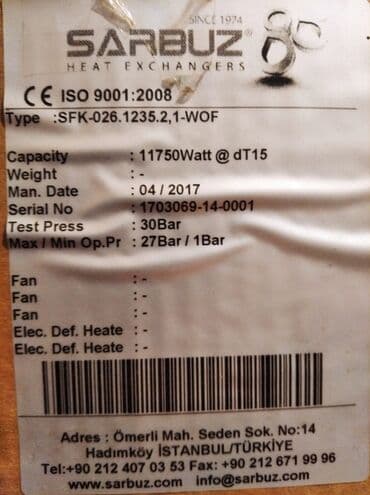 SINCE 1974
SARBUZ®
HEAT EXCHANGERS
CE ISO 9001:2008
Type :SFK-026.1235.2,1-WOF
Capacity : 11750Watt @ dT15
Weight : -
Man. Date : 04 / 2017
Serial No : 1703069-14-0001
Test Press : 30Bar
Max / Min Op.Pr : 27Bar / 1Bar
Fan : -
Fan : -
Fan : -
Elec. Def. Heate : -
Elec. Def. Heate : -
Adres : Ömerli Mah. Seden Sok. No:14
Hadımköy İSTANBUL/TÜRKİYE
Tel:+90 212 407 03 53 Fax: +90 212 671 99 96
www.sarbuz.com info@sarbuz.com